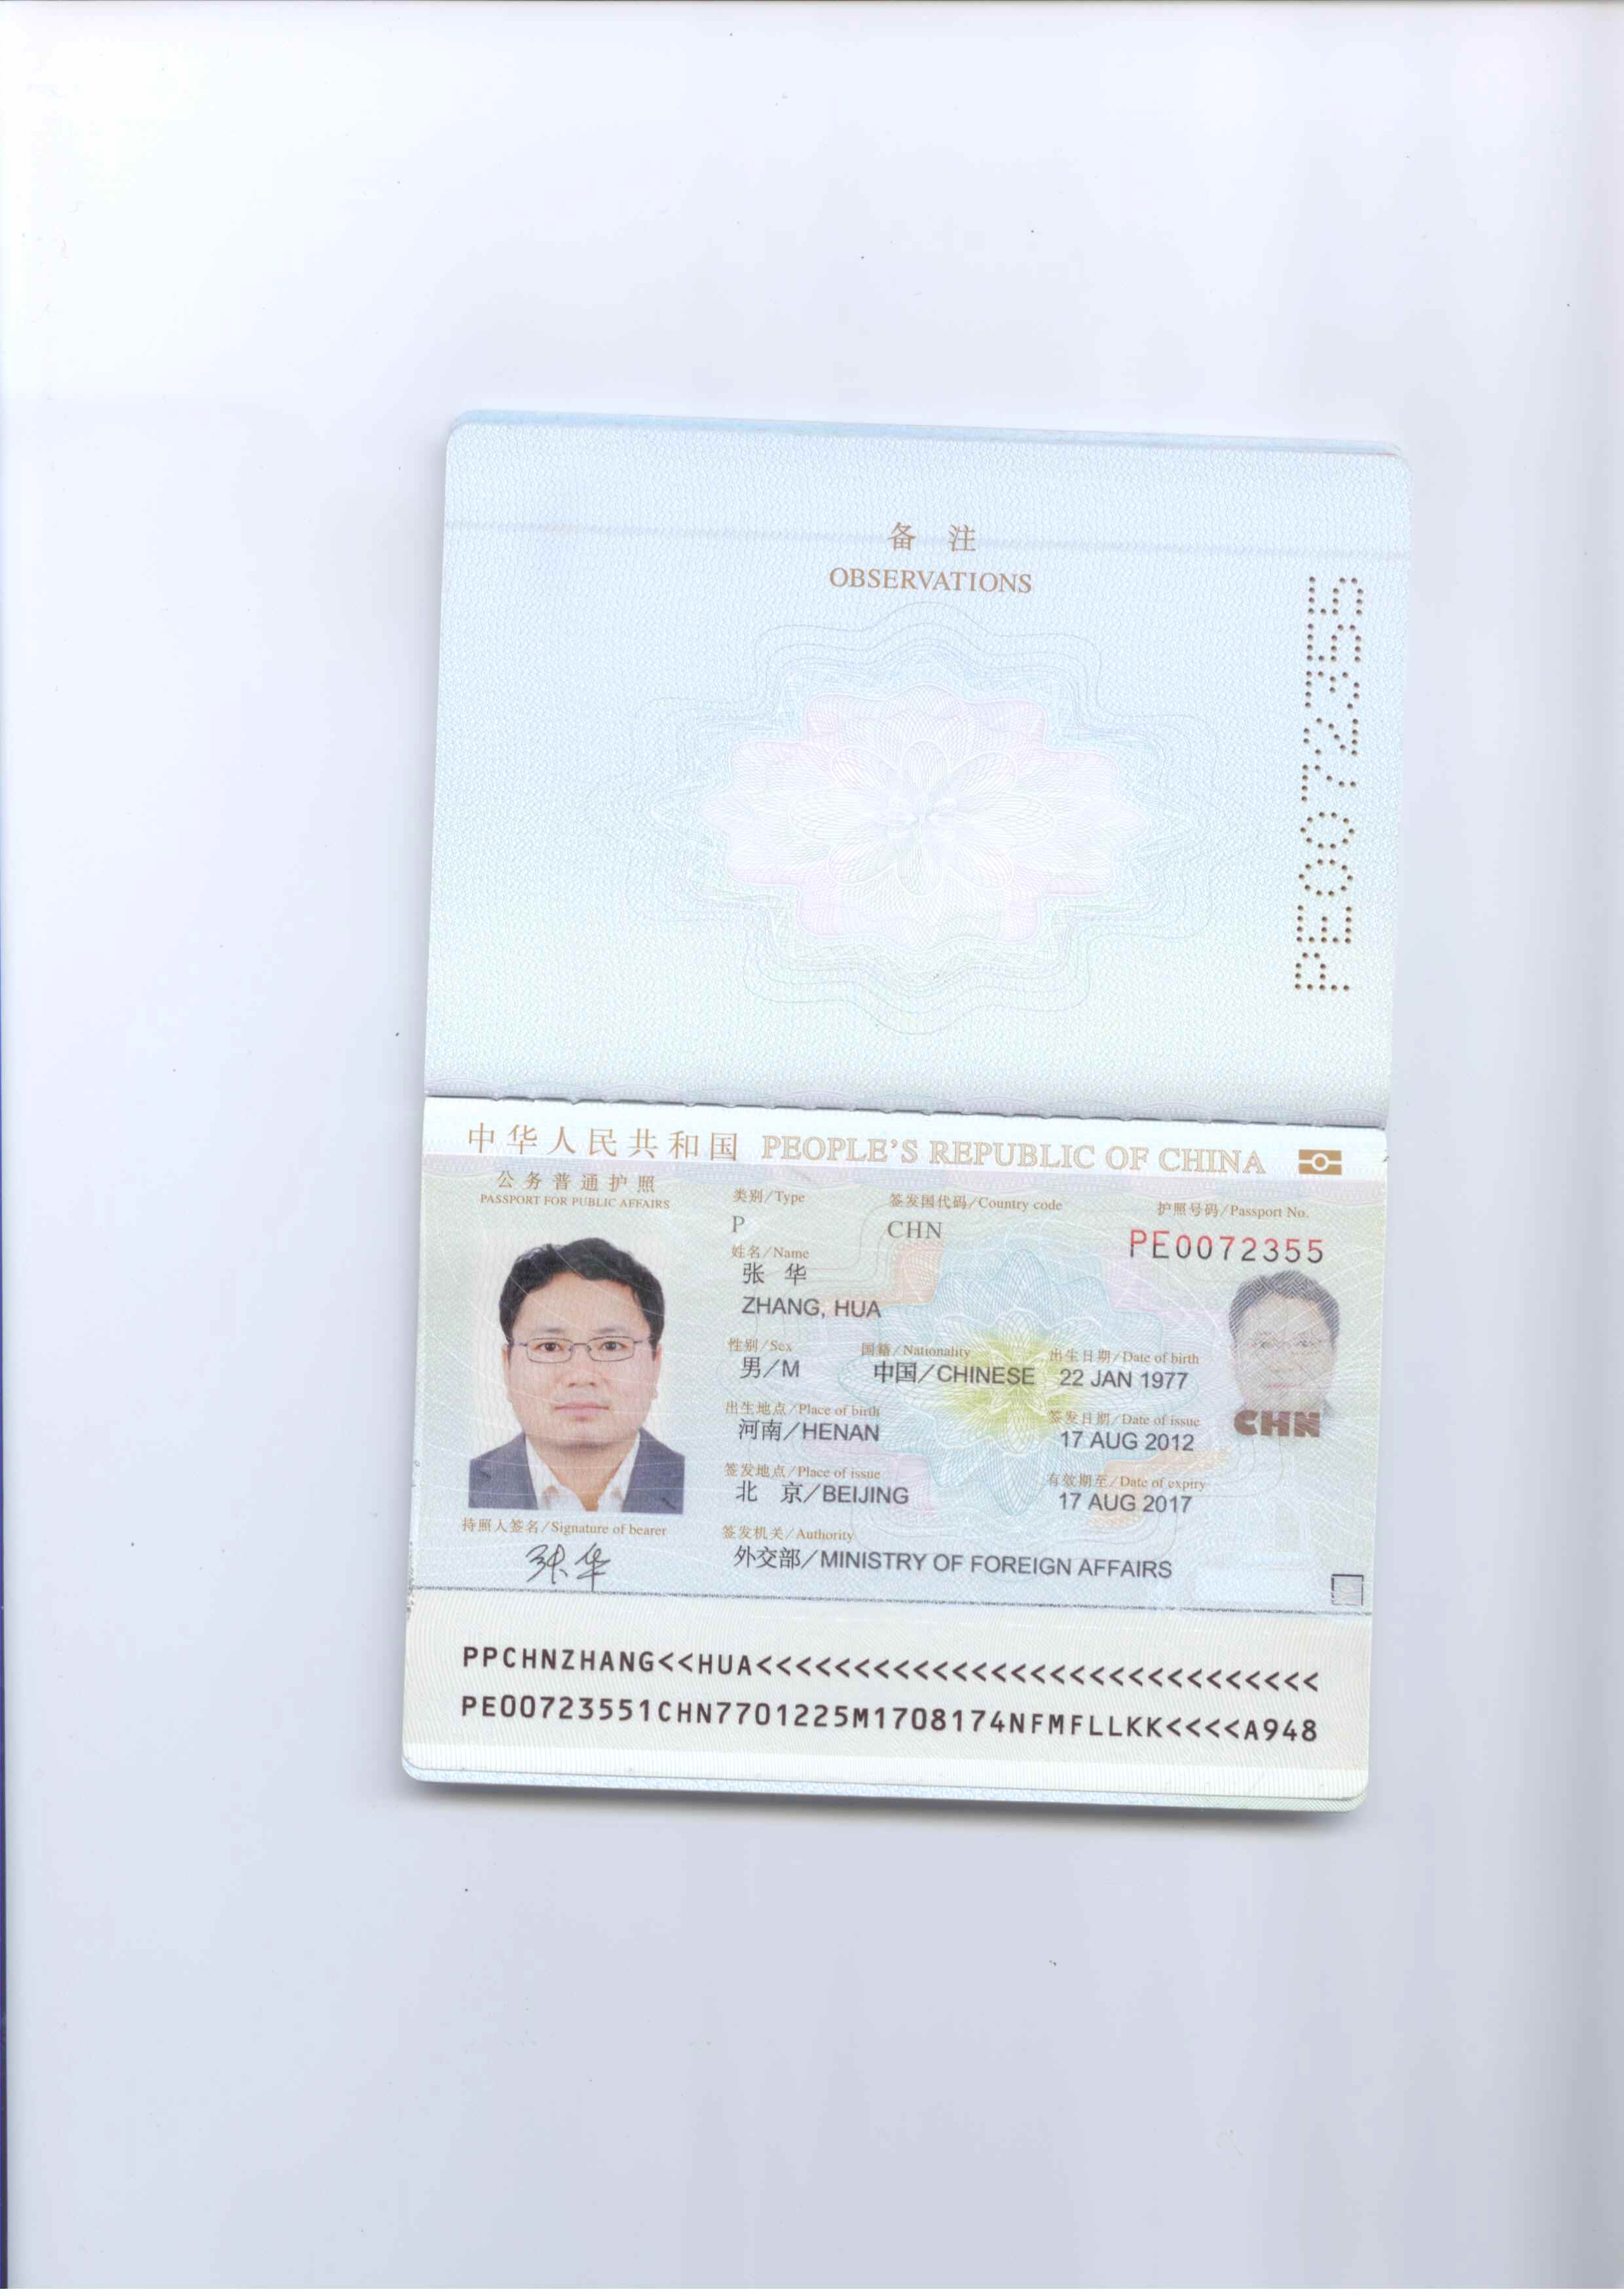 备 注
OBSERVATIONS
PE0072355
中华人民共和国 PEOPLE'S REPUBLIC OF CHINA
公务普通护照
PASSPORT FOR PUBLIC AFFAIRS
类别/Type
签发国代码/Country code
护照号码/Passport No.
P
CHN
PE0072355
姓名/Name
张 华
ZHANG, HUA
性别/Sex
国籍/Nationality
出生日期/Date of birth
男/M
中国/CHINESE
22 JAN 1977
出生地点/Place of birth
签发日期/Date of issue
河南/HENAN
17 AUG 2012
CHN
签发地点/Place of issue
有效期至/Date of expiry
北 京/BEIJING
17 AUG 2017
持照人签名/Signature of bearer
签发机关/Authority
张华
外交部/MINISTRY OF FOREIGN AFFAIRS
PPCHNZHANG<<HUA<<<<<<<<<<<<<<<<<<<<<<<<<<<<<
PE00723551CHN7701225M1708174NFMFLLKK<<<<A948